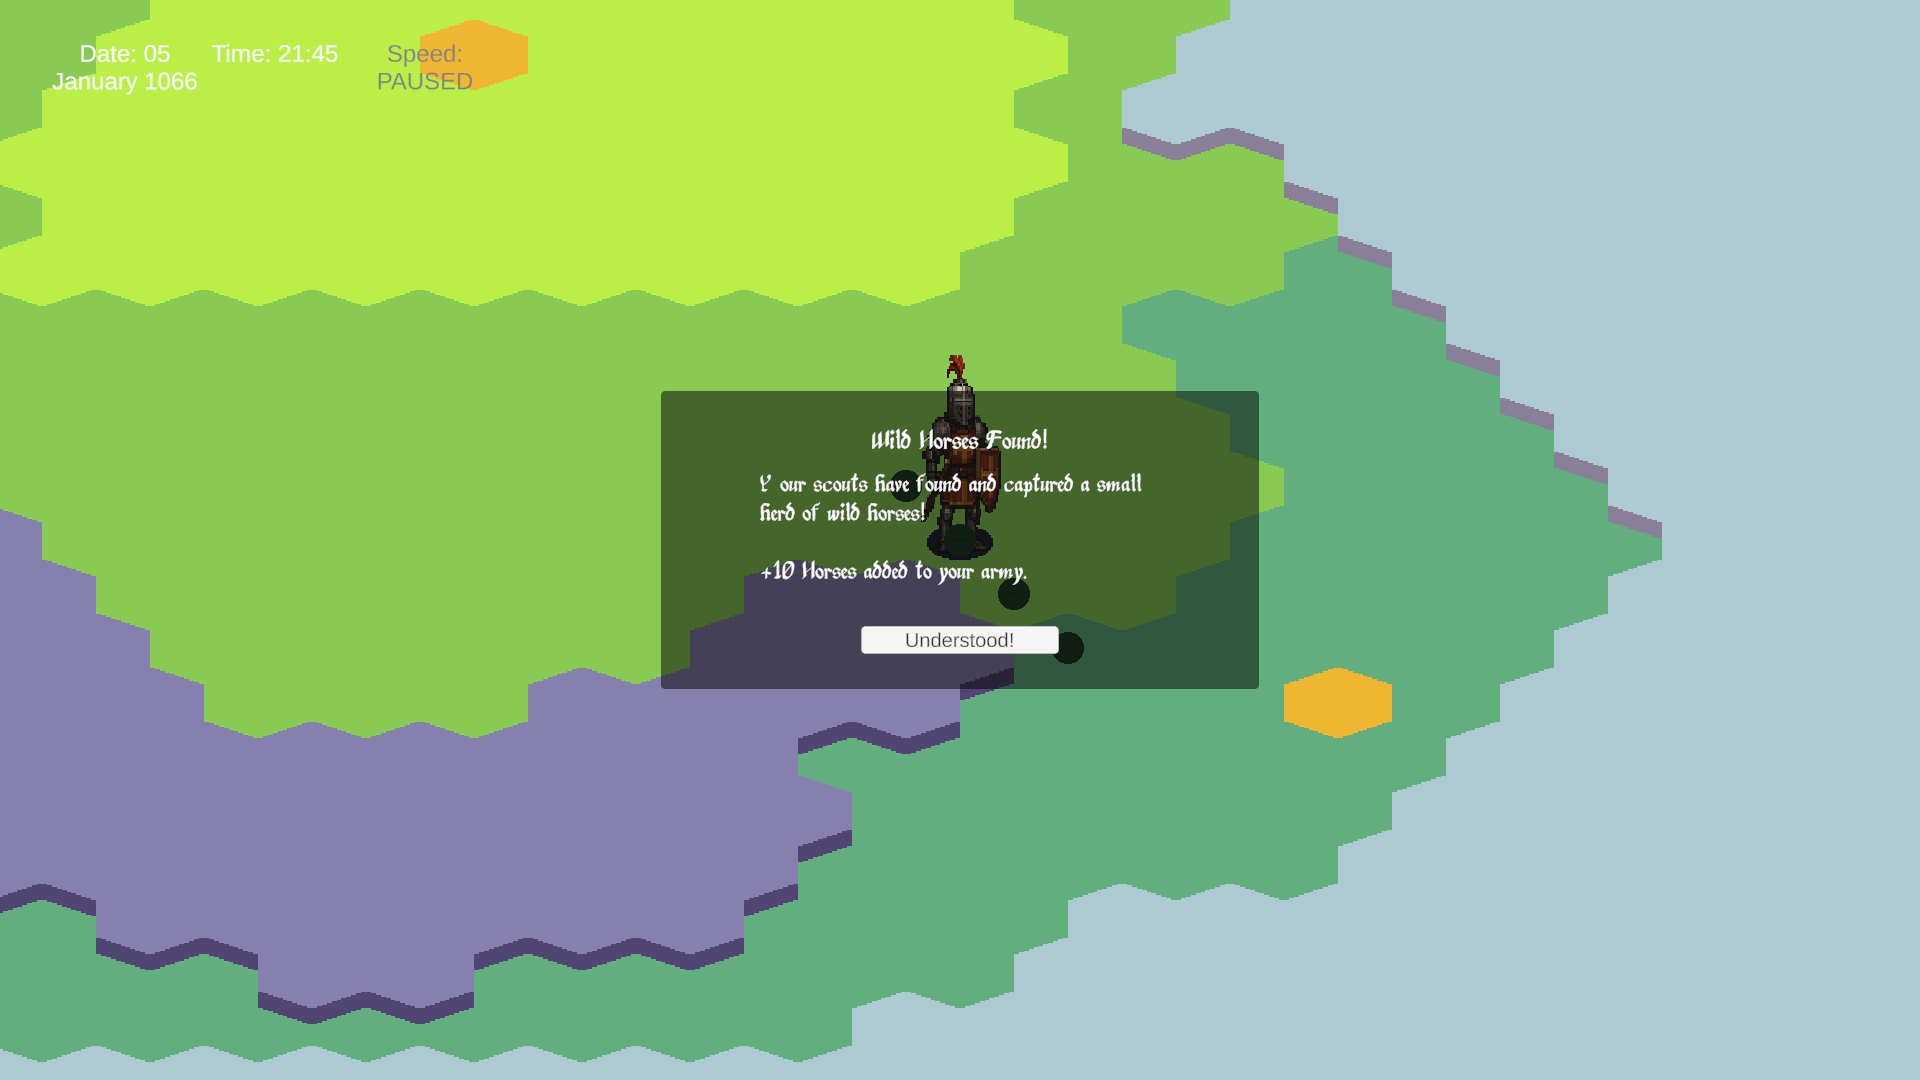 Date: 05
January 1066
Time: 21:45
Speed:
PAUSED
Wild Horses Found!
Your scouts have found and captured a small
herd of wild horses!
+10 Horses added to your army.
Understood!